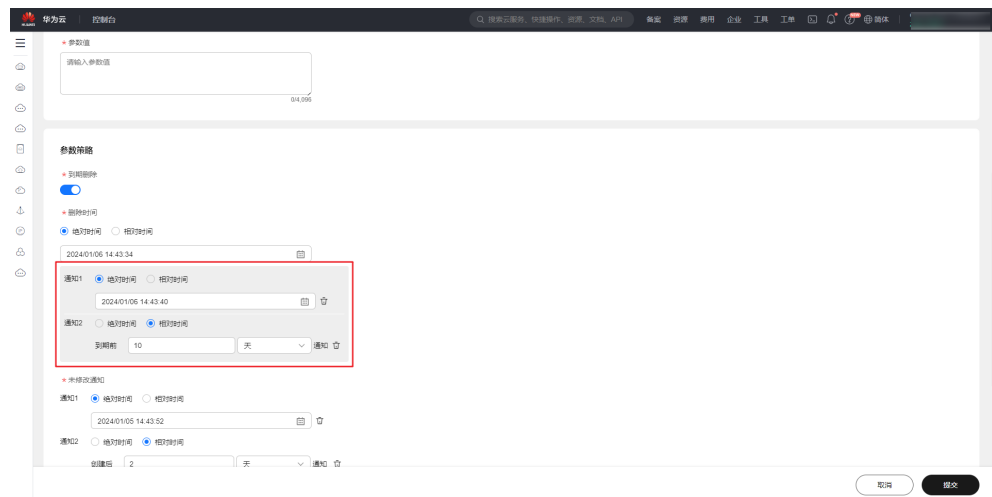 HUAWEI 华为云 控制台 搜索云服务、快捷操作、资源、文档、API 备案 资源 费用 企业 工具 工单 简体
* 参数值
请输入参数值
0/4,096
参数策略
* 到期删除
* 删除时间
绝对时间 相对时间
2024/01/06 14:43:34
通知1 绝对时间 相对时间
2024/01/06 14:43:40
通知2 绝对时间 相对时间
到期前 10 天 通知
* 未修改通知
通知1 绝对时间 相对时间
2024/01/05 14:43:52
通知2 绝对时间 相对时间
创建后 2 天 通知
取消 提交